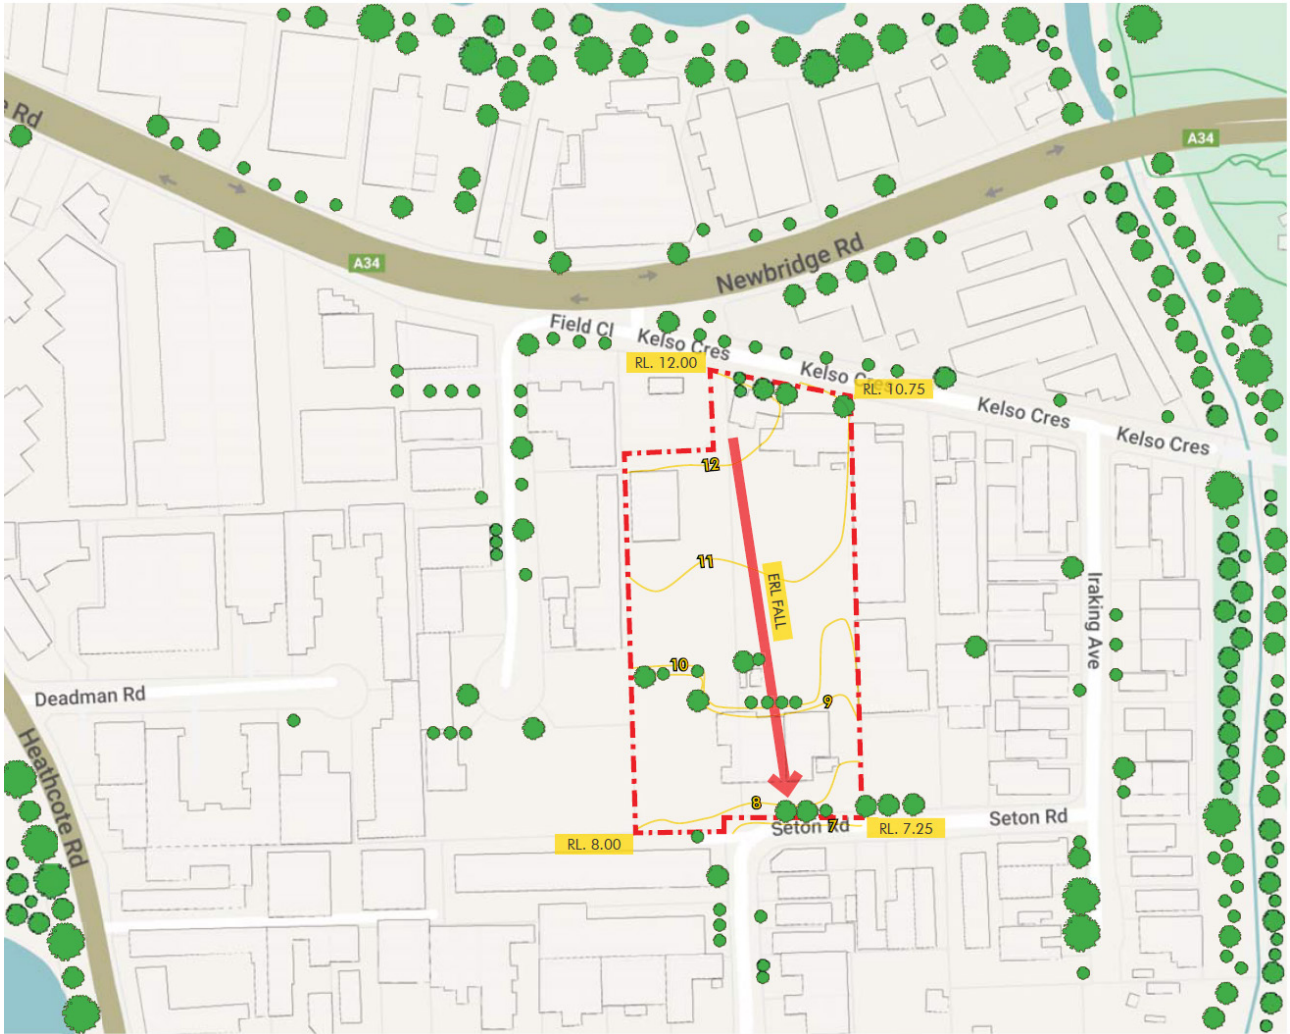 e Rd
A34
A34
Newbridge Rd
Field Cl
Kelso Cres
RL. 12.00
Kelso Cres
RL. 10.75
Kelso Cres
Kelso Cres
12
11
ERL FALL
Iraking Ave
10
Deadman Rd
9
Heathcote Rd
8
Seton Rd
7
Seton Rd
RL. 8.00
RL. 7.25